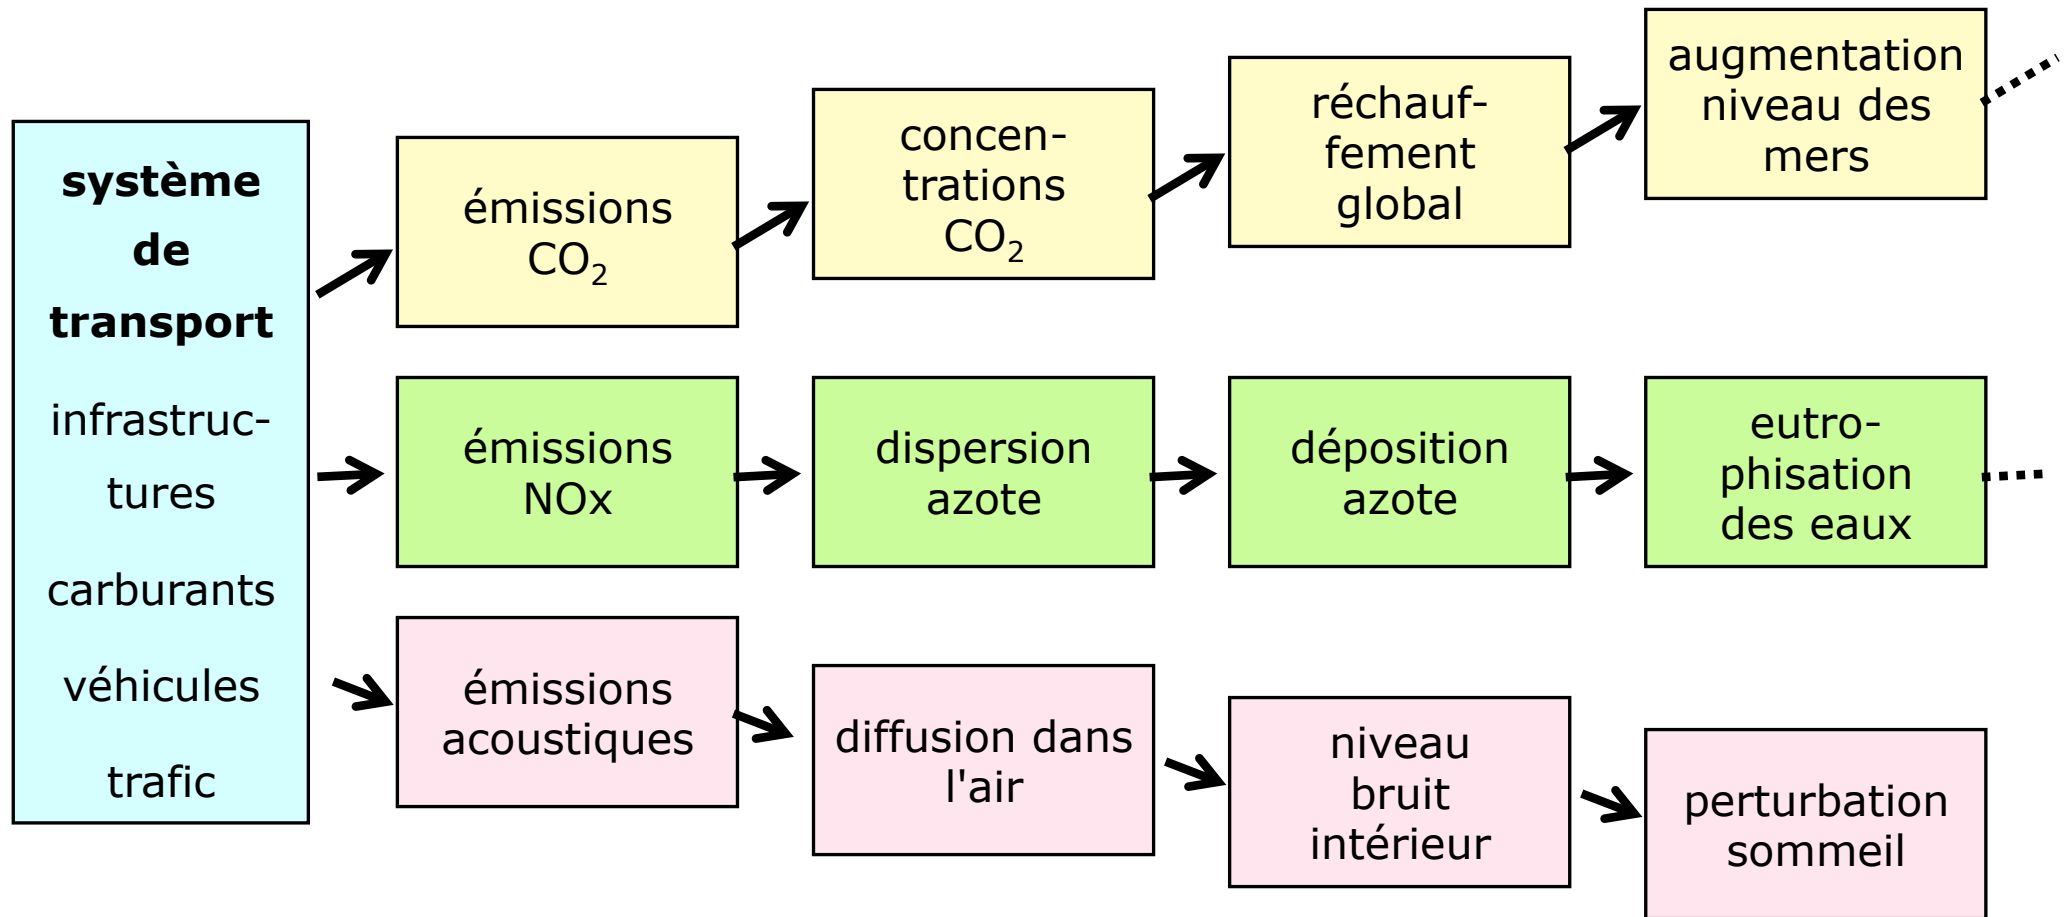 système
de
transport
infrastruc-
tures
carburants
véhicules
trafic
émissions
CO₂
concen-
trations
CO₂
réchauf-
fement
global
augmentation
niveau des
mers
émissions
NOx
dispersion
azote
déposition
azote
eutro-
phisation
des eaux
émissions
acoustiques
diffusion dans
l'air
niveau
bruit
intérieur
perturbation
sommeil